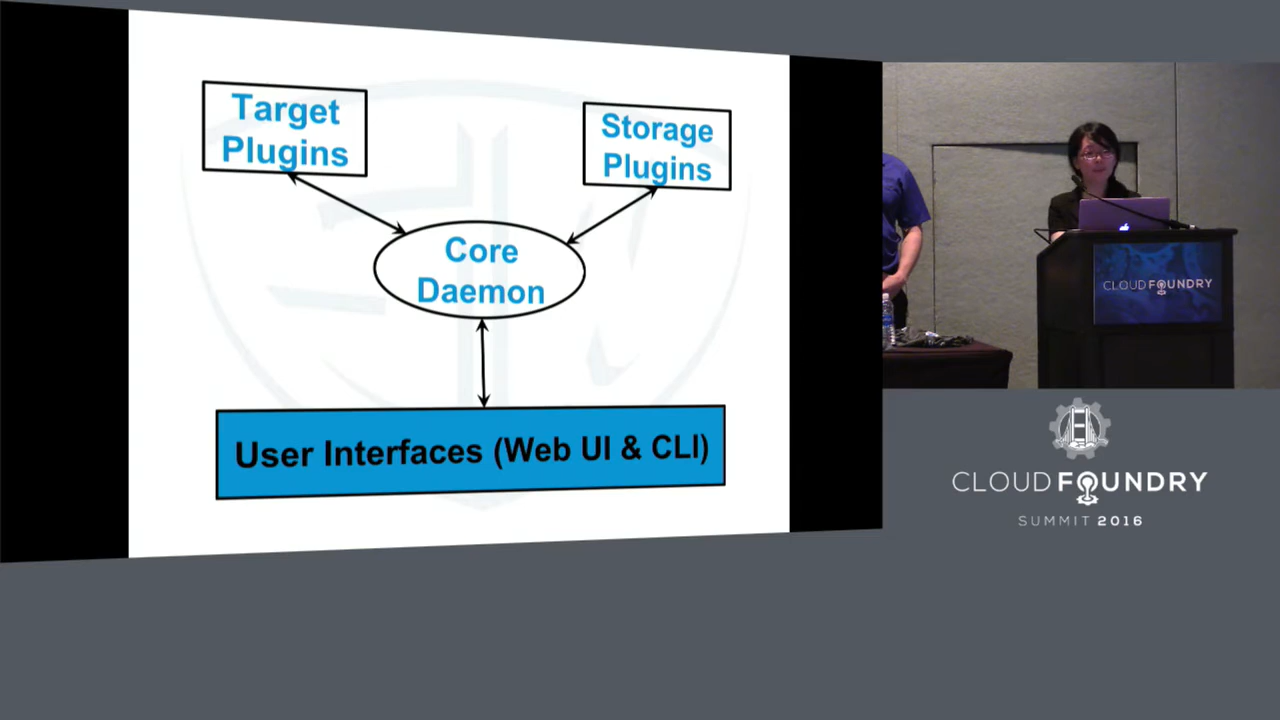 Target
Plugins
Storage
Plugins
Core
Daemon
User Interfaces (Web UI & CLI)
CLOUD FOUNDRY
CLOUD FOUNDRY
SUMMIT 2016